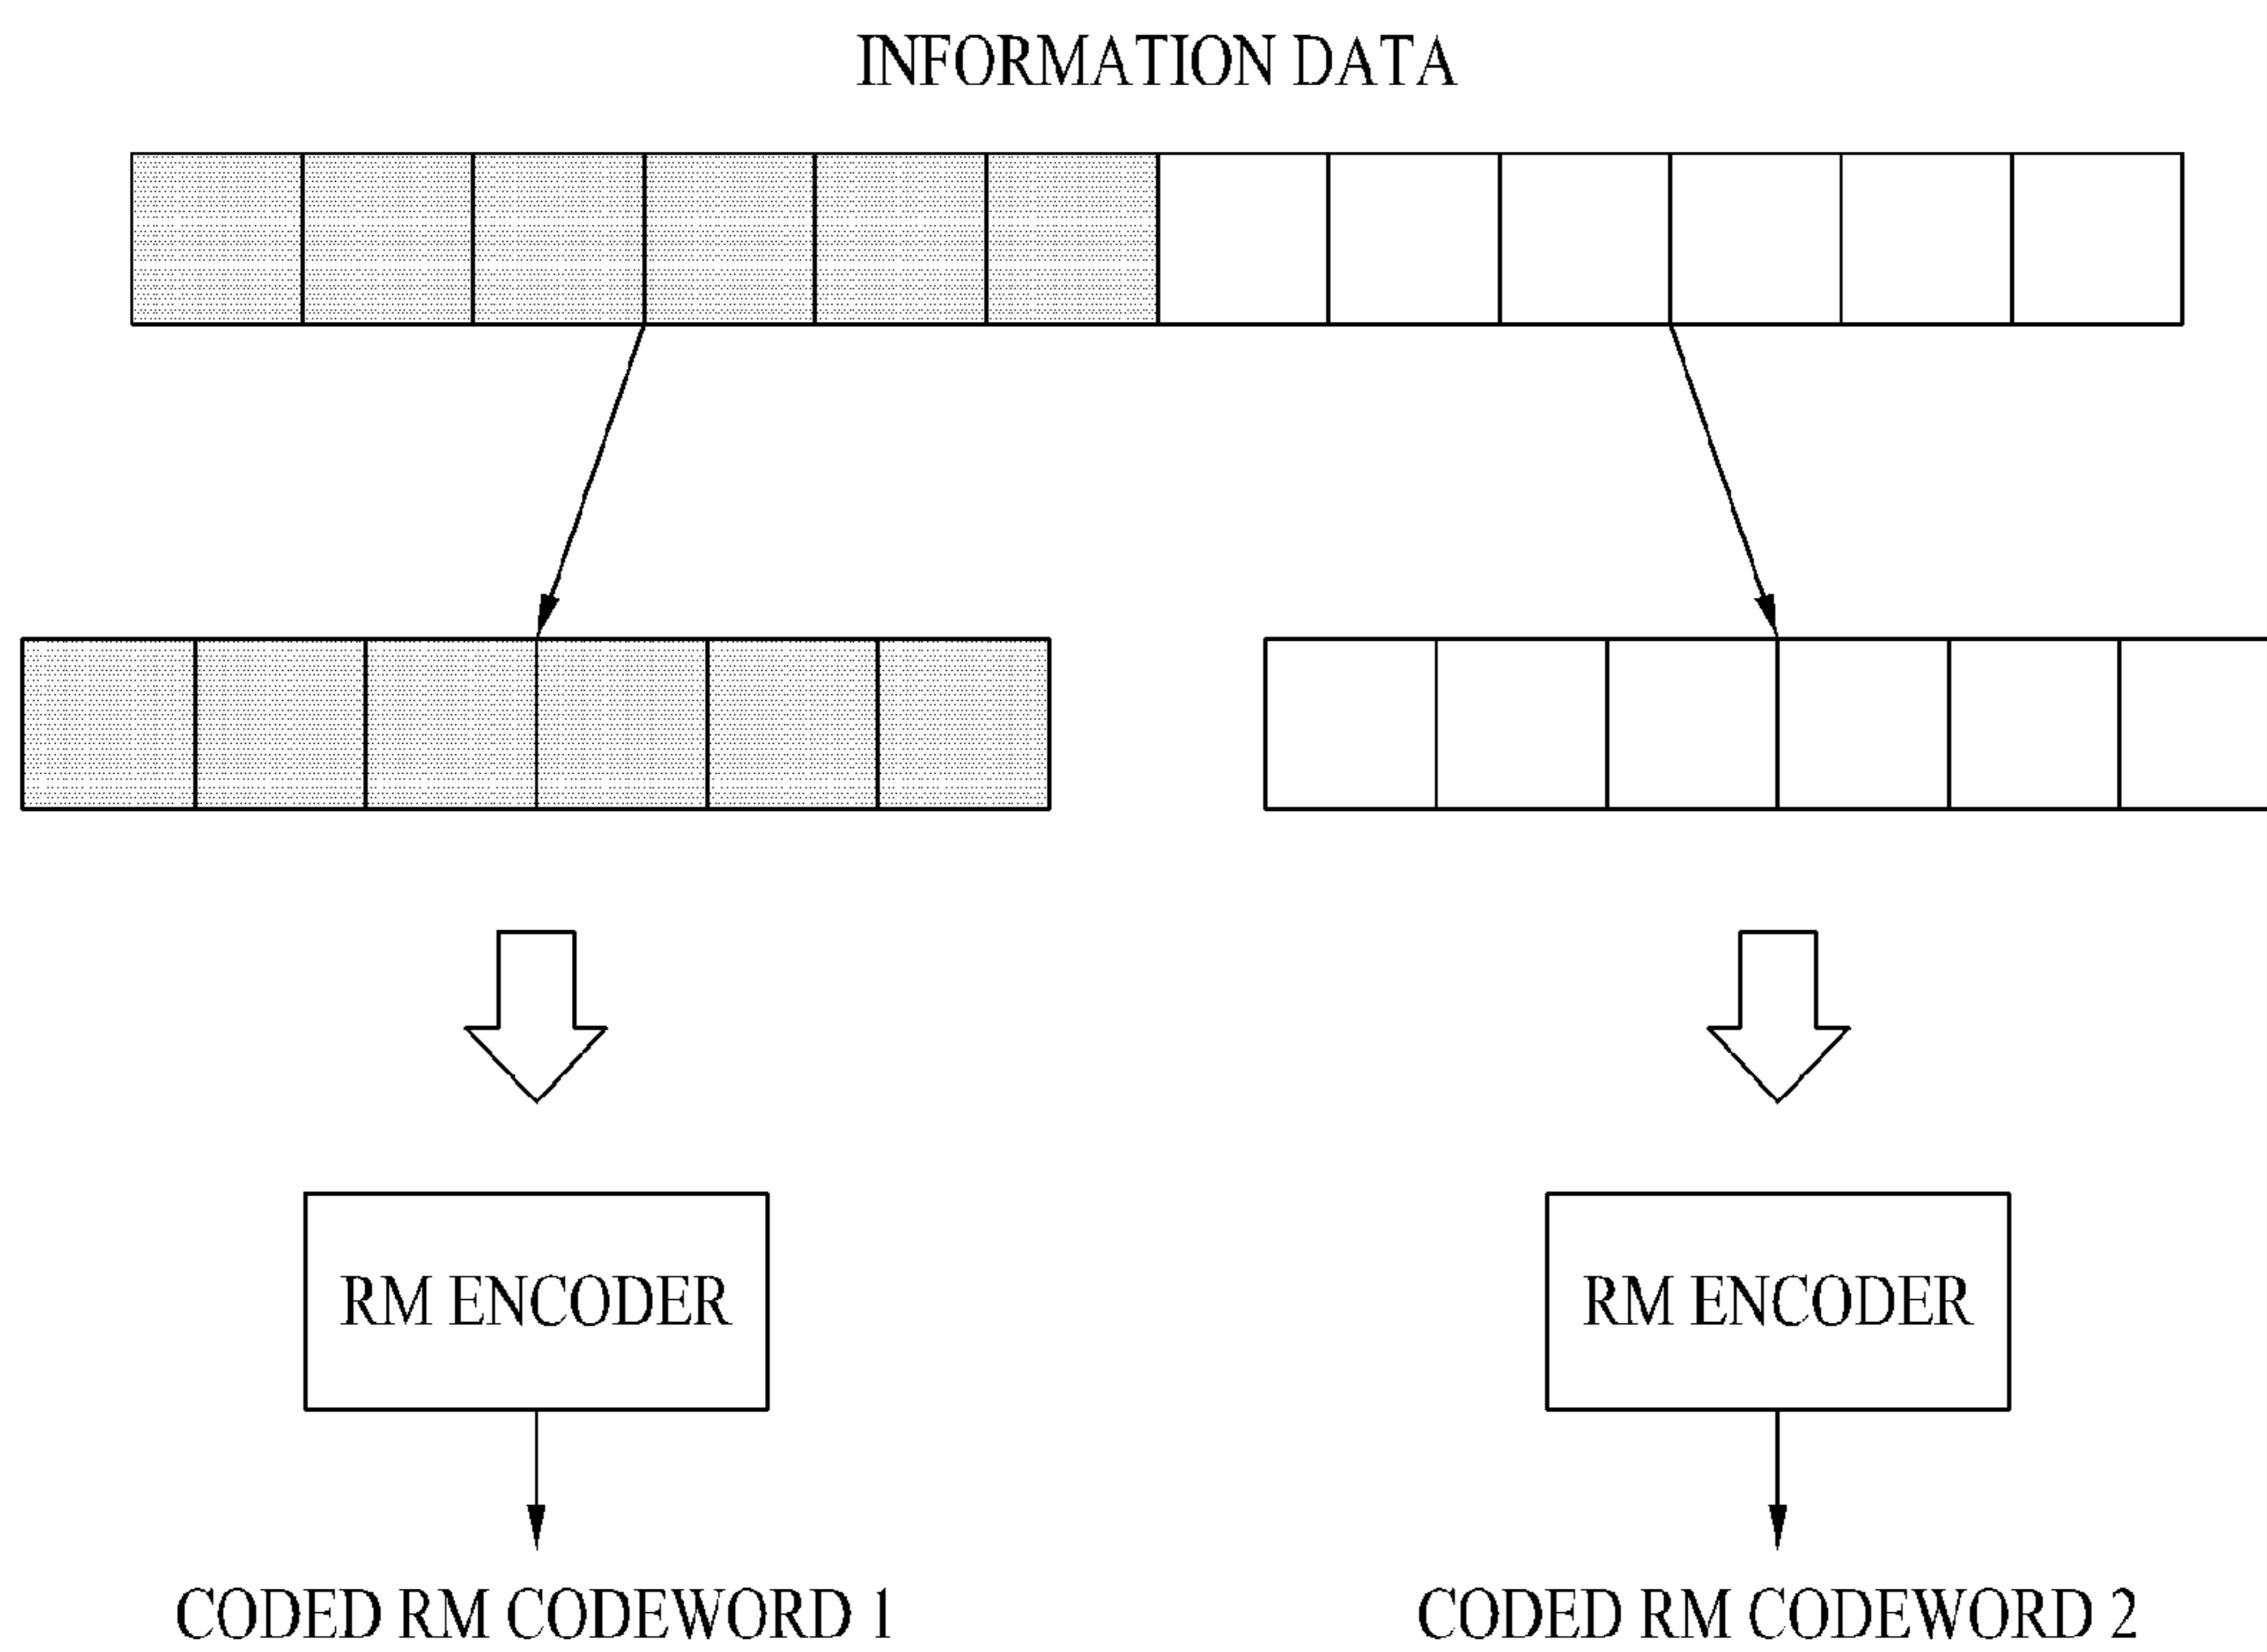 INFORMATION DATA
RM ENCODER
RM ENCODER
CODED RM CODEWORD 1
CODED RM CODEWORD 2